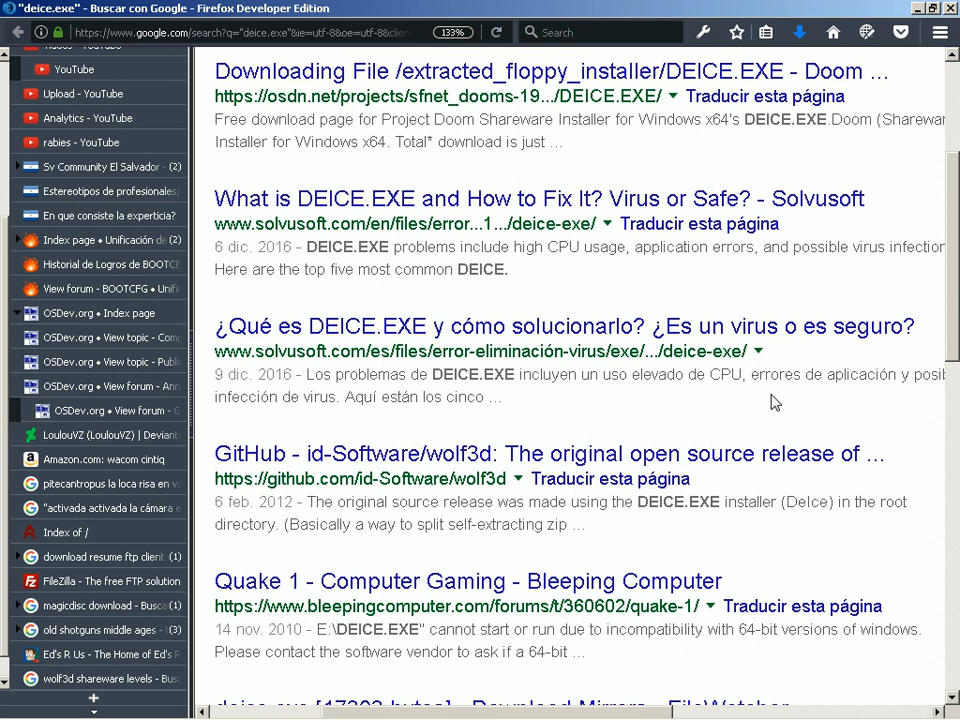 "deice.exe" - Buscar con Google - Firefox Developer Edition
https://www.google.com/search?q="deice.exe"&ie=utf-8&oe=utf-8&clien
133%
Search
YouTube
Upload - YouTube
Analytics - YouTube
rabies - YouTube
Sv Community El Salvador - (2)
Estereotipos de profesionales/
En que consiste la experticia?
Index page • Unificación de (2)
Historial de Logros de BOOTCF
View forum - BOOTCFG • Unifi
OSDev.org • Index page
OSDev.org • View topic - Com
OSDev.org • View topic - Publi
OSDev.org • View forum - Ann
OSDev.org • View forum - G
LoulouVZ (LoulouVZ) | Deviant
Amazon.com: wacom cintiq
pitecantropus la loca risa en v
"activada activada la cámara e
Index of /
download resume ftp client (1)
FileZilla - The free FTP solution
magicdisc download - Busca (1)
old shotguns middle ages - (3)
Ed's R Us - The Home of Ed's R
wolf3d shareware levels - Busc
Downloading File /extracted_floppy_installer/DEICE.EXE - Doom ...
https://osdn.net/projects/sfnet_dooms-19.../DEICE.EXE/ Traducir esta página
Free download page for Project Doom Shareware Installer for Windows x64's DEICE.EXE.Doom (Sharewar
Installer for Windows x64. Total* download is just ...
What is DEICE.EXE and How to Fix It? Virus or Safe? - Solvusoft
www.solvusoft.com/en/files/error...1.../deice-exe/ Traducir esta página
6 dic. 2016 - DEICE.EXE problems include high CPU usage, application errors, and possible virus infection
Here are the top five most common DEICE.
¿Qué es DEICE.EXE y cómo solucionarlo? ¿Es un virus o es seguro?
www.solvusoft.com/es/files/error-eliminación-virus/exe/.../deice-exe/
9 dic. 2016 - Los problemas de DEICE.EXE incluyen un uso elevado de CPU, errores de aplicación y posib
infección de virus. Aquí están los cinco ...
GitHub - id-Software/wolf3d: The original open source release of ...
https://github.com/id-Software/wolf3d Traducir esta página
6 feb. 2012 - The original source release was made using the DEICE.EXE installer (DeIce) in the root
directory. (Basically a way to split self-extracting zip ...
Quake 1 - Computer Gaming - Bleeping Computer
https://www.bleepingcomputer.com/forums/t/360602/quake-1/ Traducir esta página
14 nov. 2010 - E:\DEICE.EXE" cannot start or run due to incompatibility with 64-bit versions of windows.
Please contact the software vendor to ask if a 64-bit ...
deice.exe [17303 bytes] - Download Mirrors - FileWatcher